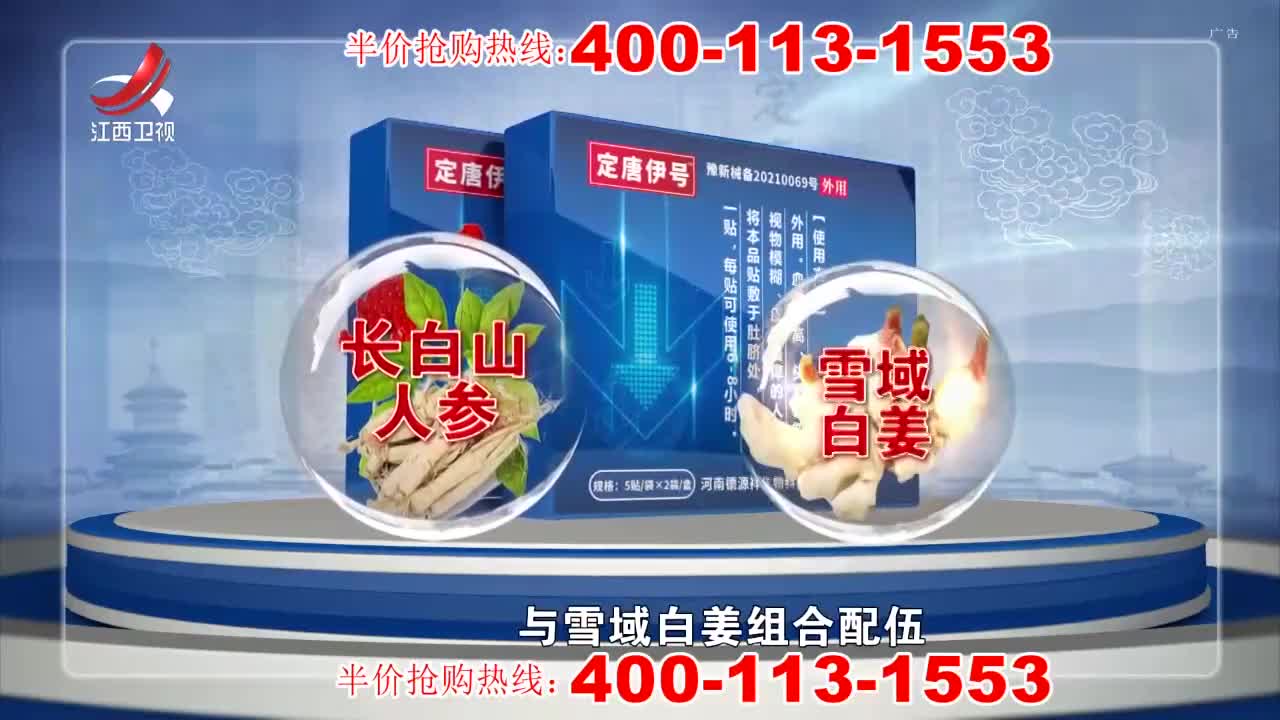 半价抢购热线：400-113-1553
广告
江西卫视
定唐伊
定唐伊号
豫新械备20210069号 外用
【使用
外用。血
视物模糊、
将本品贴敷于肚脐处，
一贴，每贴可使用6-8小时。
长白山
人参
雪域
白姜
规格：5贴/袋×2袋/盒
河南德源祥
与雪域白姜组合配伍
半价抢购热线：400-113-1553